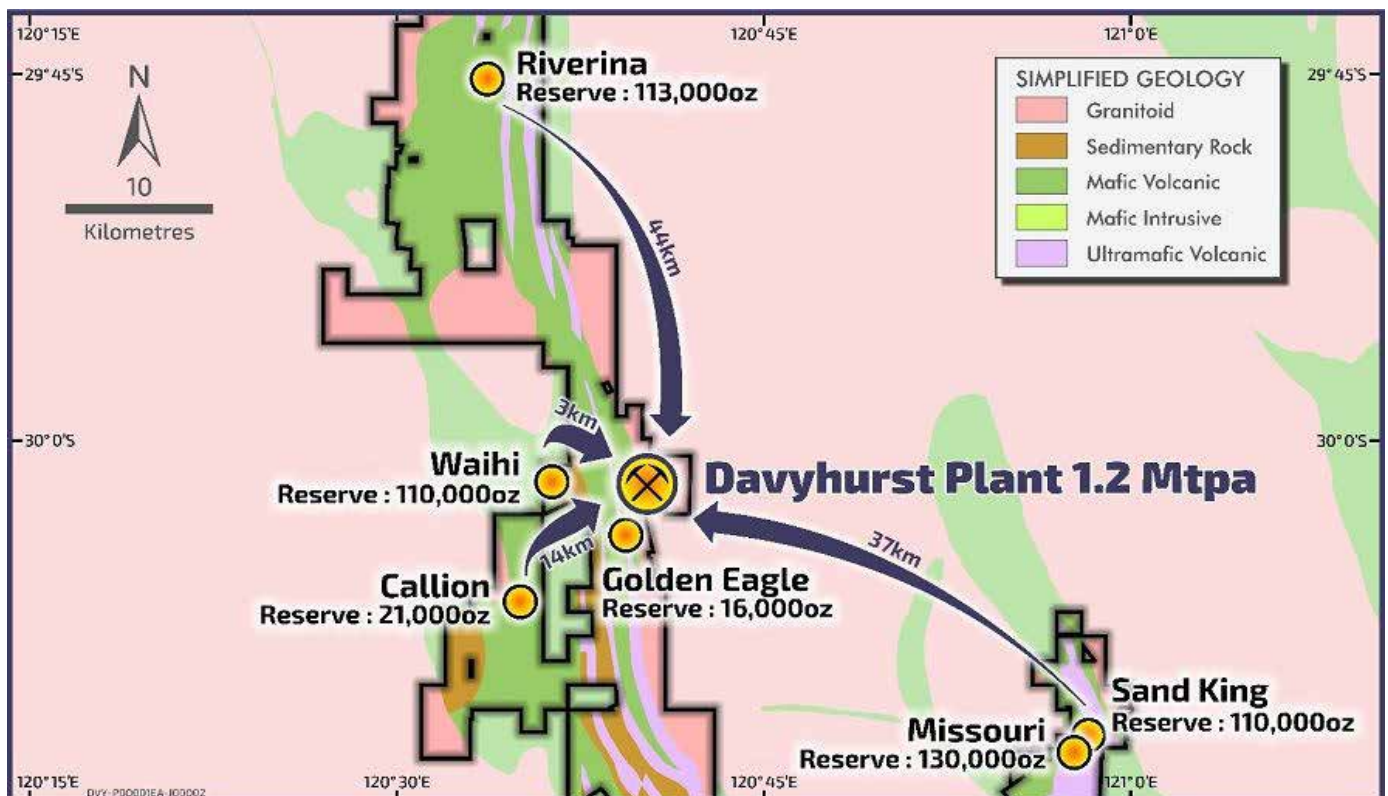 120°15'E
120°45'E
121°0'E
29°45'S
29°45'S
N
10
Kilometres
Riverina
Reserve : 113,000oz
SIMPLIFIED GEOLOGY
Granitoid
Sedimentary Rock
Mafic Volcanic
Mafic Intrusive
Ultramafic Volcanic
44km
3km
30°0'S
30°0'S
Waihi
Reserve : 110,000oz
Davyhurst Plant 1.2 Mtpa
14km
37km
Callion
Reserve : 21,000oz
Golden Eagle
Reserve : 16,000oz
Sand King
Reserve : 110,000oz
Missouri
Reserve : 130,000oz
120°15'E
120°30'E
120°45'E
121°0'E